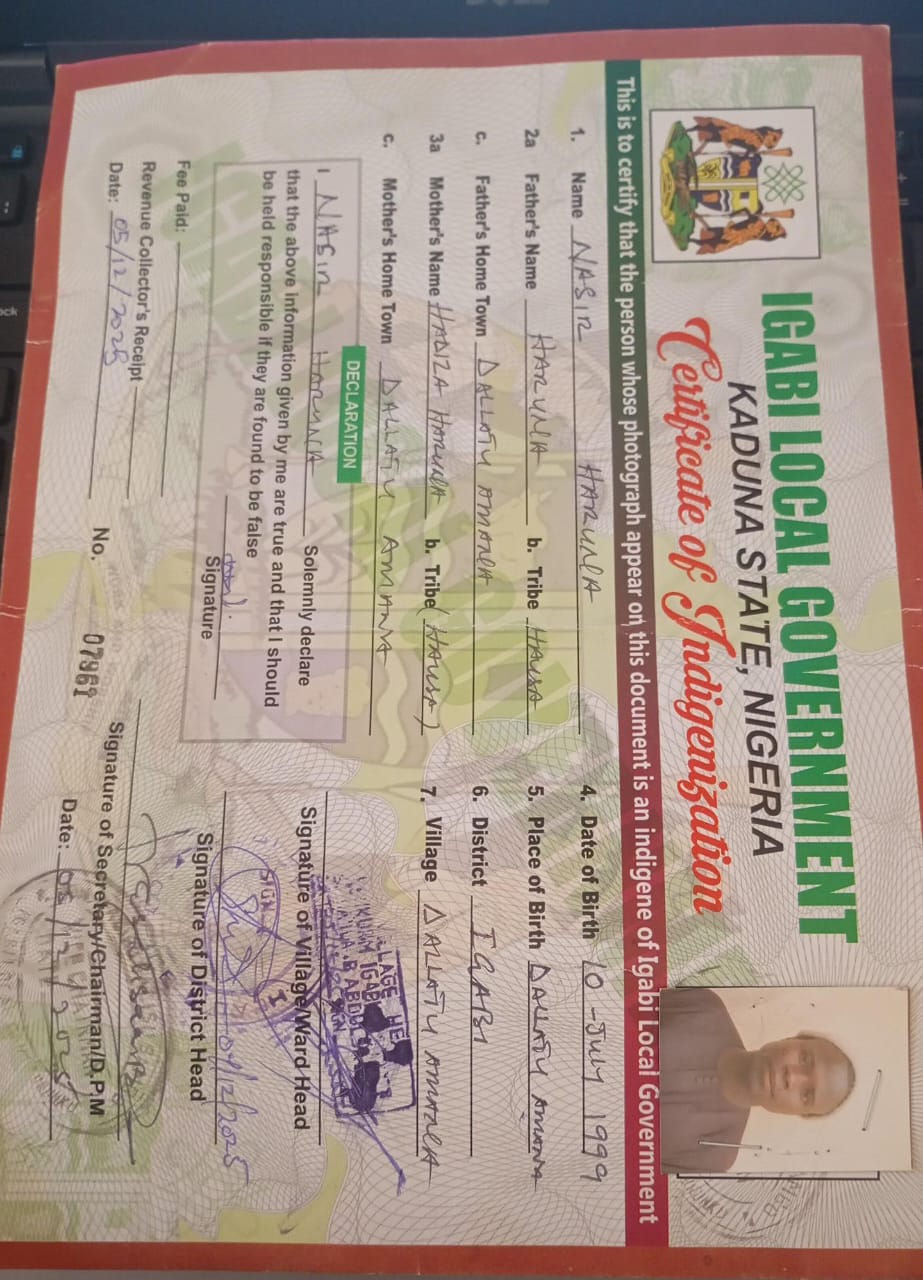 IGABI LOCAL GOVERNMENT
KADUNA STATE, NIGERIA
Certificate of Indigenization
This is to certify that the person whose photograph appear on this document is an indigene of Igabi Local Government
1. Name NASIR HARUNA
2a Father's Name HARUNA b. Tribe HAUSA
c. Father's Home Town DALLATU AMANA
3a Mother's Name HADIZA HARUNA b. Tribe (HAUSA)
c. Mother's Home Town DALLATU AMANA
4. Date of Birth 10-JULY 1999
5. Place of Birth DALLATU AMANA
6. District IGABI
7. Village DALLATU AMANA
DECLARATION
I NASIR HARUNA Solemnly declare
that the above information given by me are true and that I should
be held responsible if they are found to be false
Signature
Fee Paid:
Revenue Collector's Receipt
Date: 05/12/2025
No. 07961
Signature of Village/Ward Head
Signature of District Head
Signature of Secretary/Chairman/D.P.M
Date: 05/12/2025